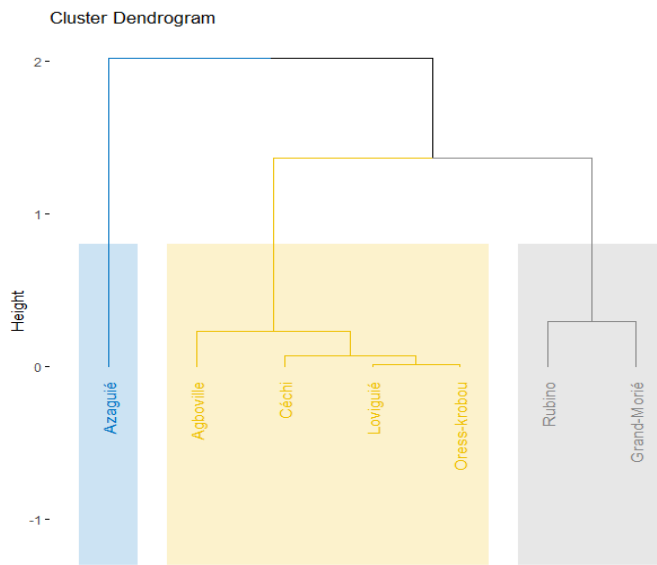 Cluster Dendrogram
2
1
0
-1
Height
Azaguié
Agboville
Céchi
Loviguié
Oress-krobou
Rubino
Grand-Morié